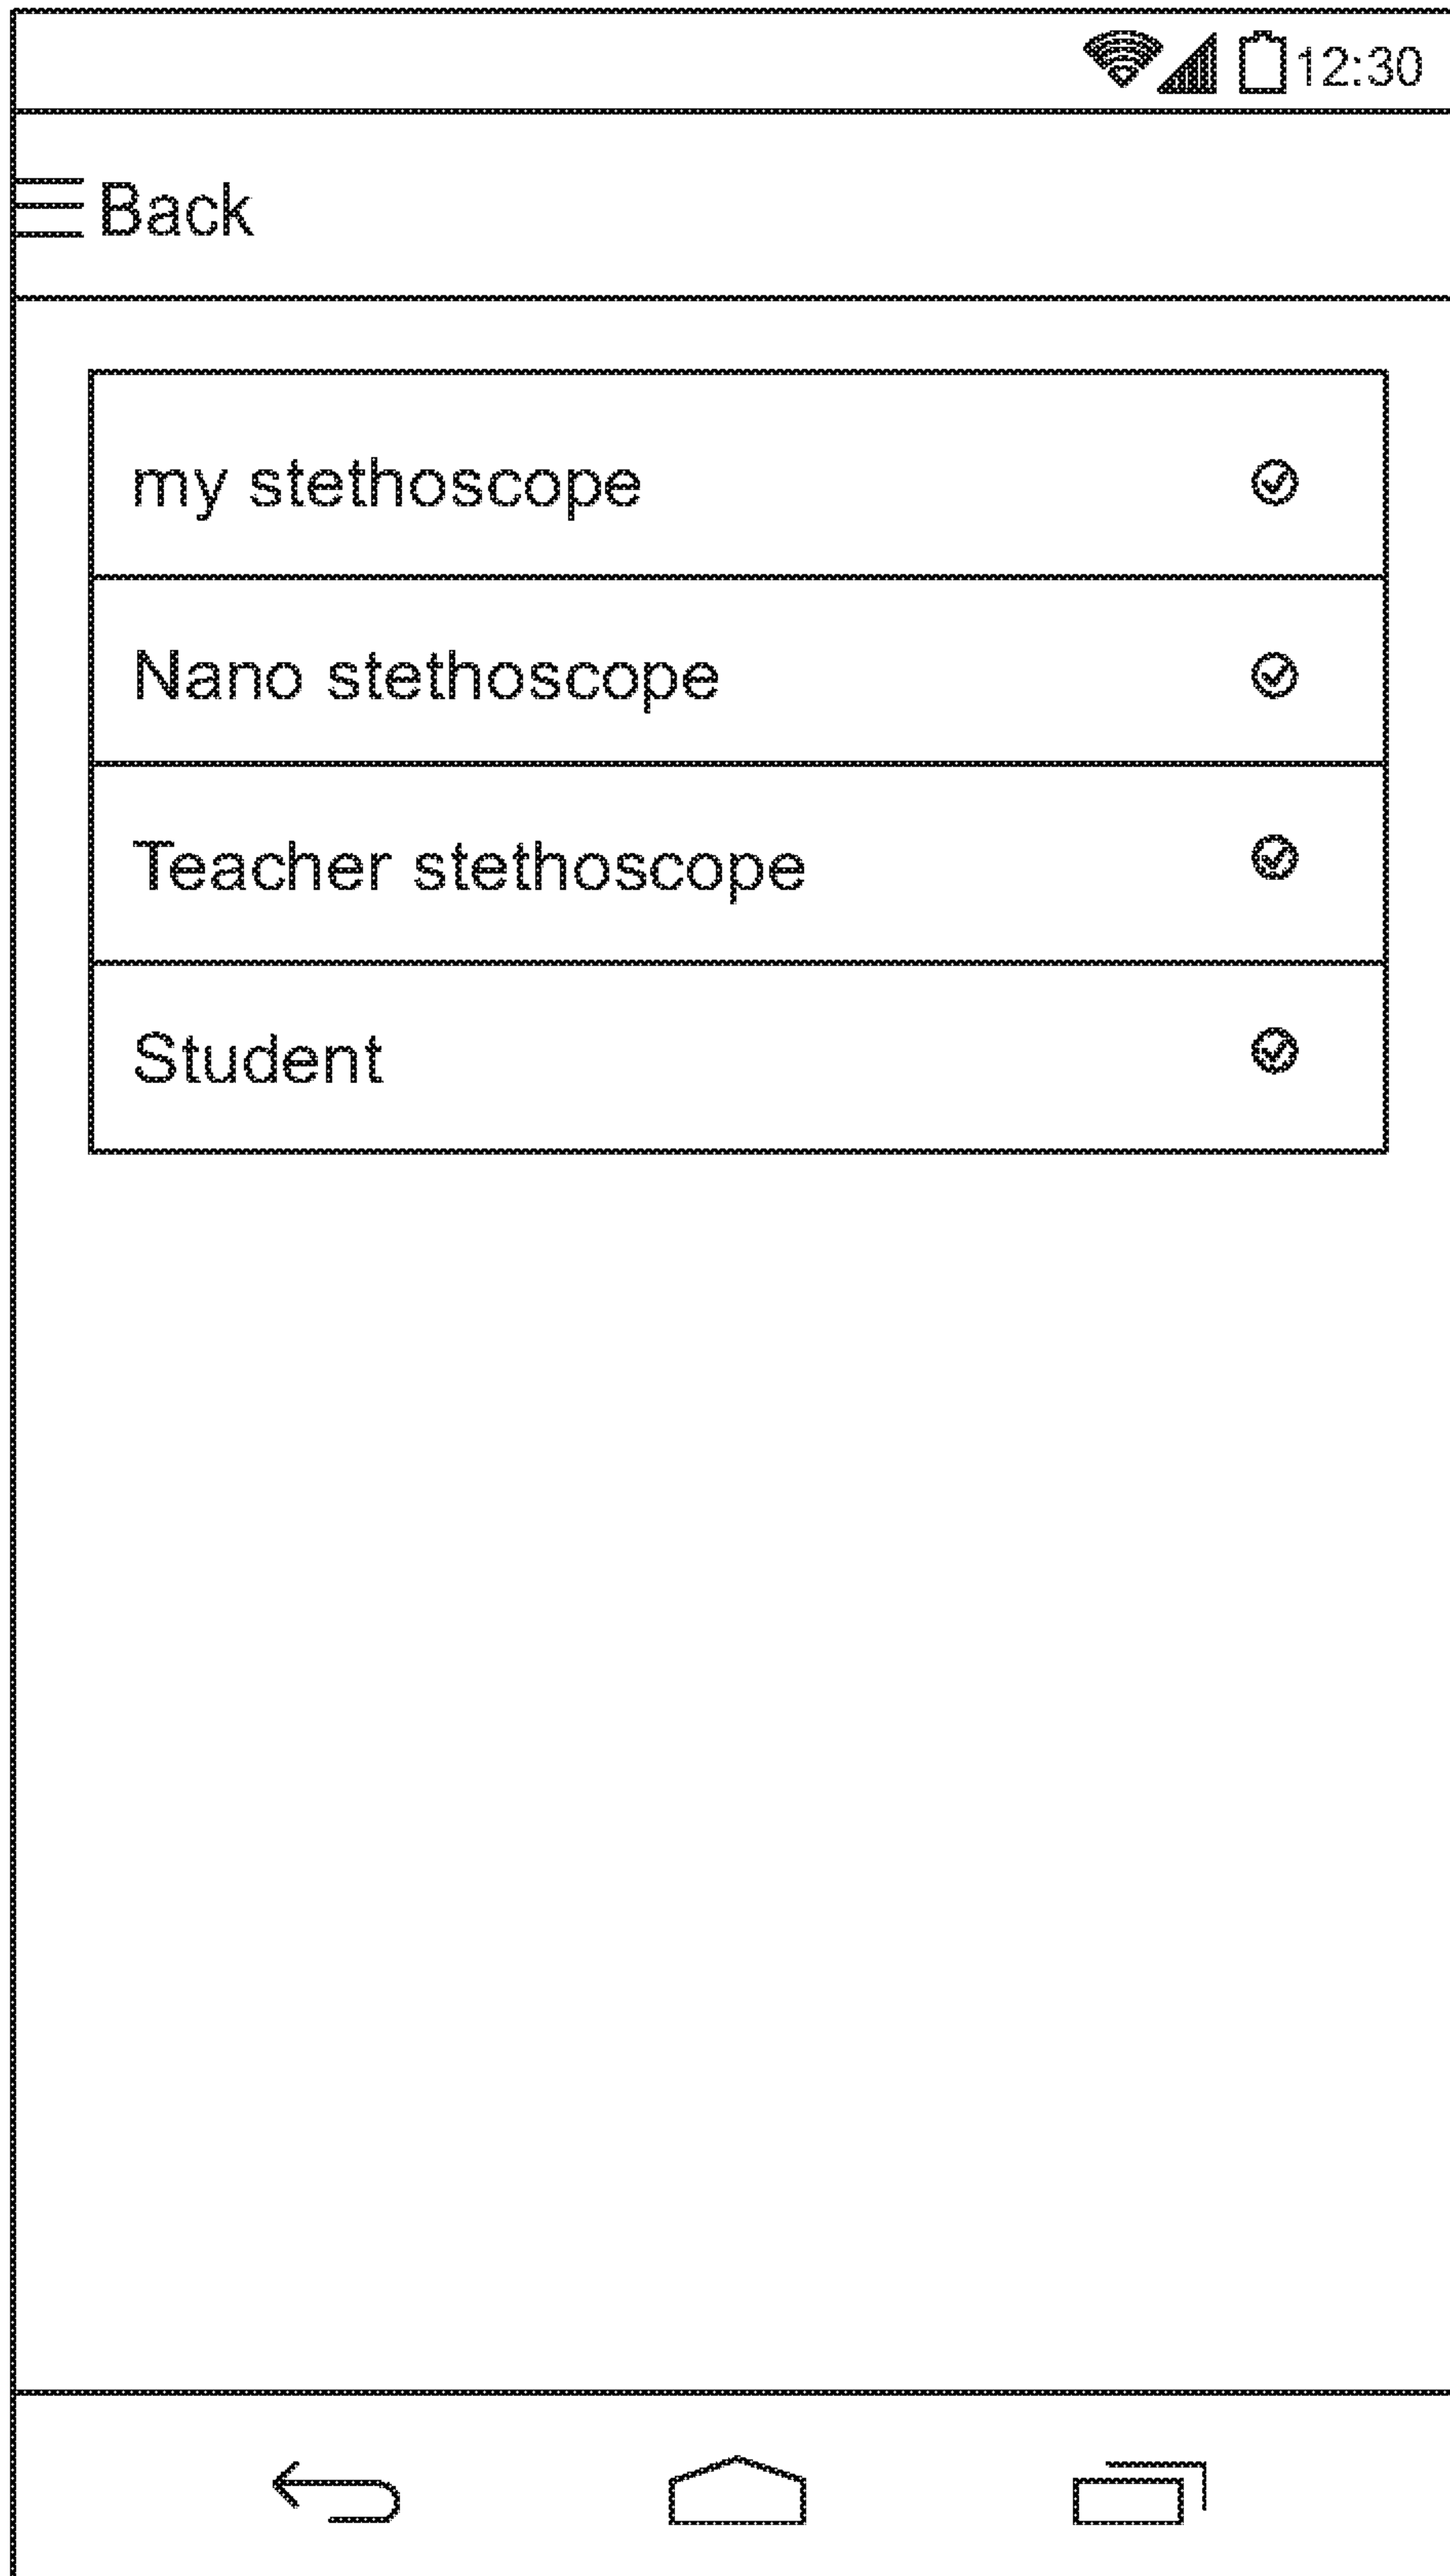 12:30
Back
my stethoscope
Nano stethoscope
Teacher stethoscope
Student